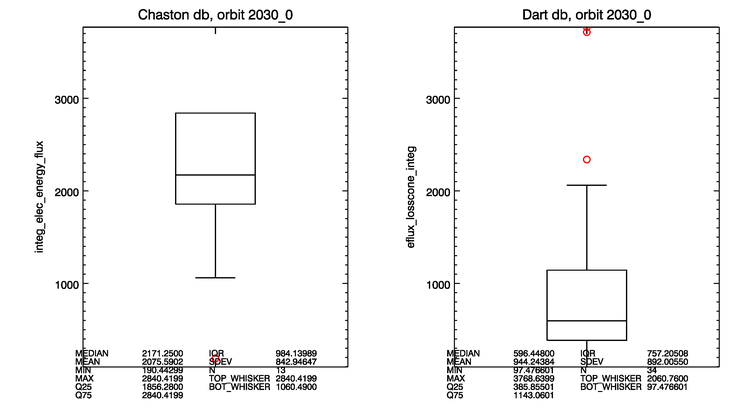 Chaston db, orbit 2030_0
Dart db, orbit 2030_0
integ_elec_energy_flux
3000
2000
1000
MEDIAN 2171.2500 IQR 984.13989
MEAN 2075.5902 SDEV 842.94647
MIN 190.44299 N 13
MAX 2840.4199 TOP_WHISKER 2840.4199
Q25 1856.2800 BOT_WHISKER 1060.4900
Q75 2840.4199
eflux_losscone_integ
3000
2000
1000
MEDIAN 596.44800 IQR 757.20508
MEAN 944.24384 SDEV 892.00550
MIN 97.476601 N 34
MAX 3768.6399 TOP_WHISKER 2060.7600
Q25 385.85501 BOT_WHISKER 97.476601
Q75 1143.0601